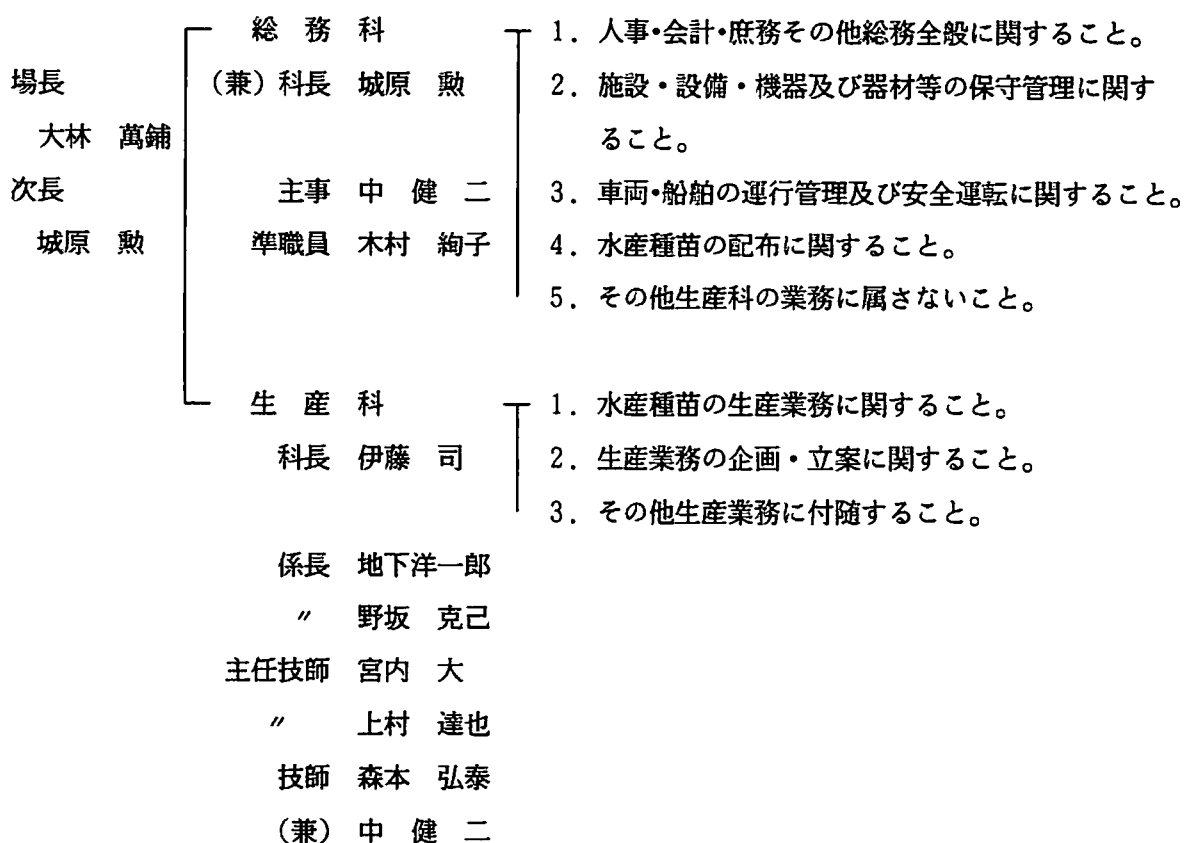 総務科
1. 人事・会計・庶務その他総務全般に関すること。
場長
(兼)科長 城原 勲
2. 施設・設備・機器及び器材等の保守管理に関す
大林 萬鋪
ること。
次長
主事 中 健 二
3. 車両・船舶の運行管理及び安全運転に関すること。
城原 勲
準職員 木村 絢子
4. 水産種苗の配布に関すること。
5. その他生産科の業務に属さないこと。
生産科
1. 水産種苗の生産業務に関すること。
科長 伊藤 司
2. 生産業務の企画・立案に関すること。
3. その他生産業務に付随すること。
係長 地下洋一郎
〃 野坂 克己
主任技師 宮内 大
〃 上村 達也
技師 森本 弘泰
(兼) 中 健 二